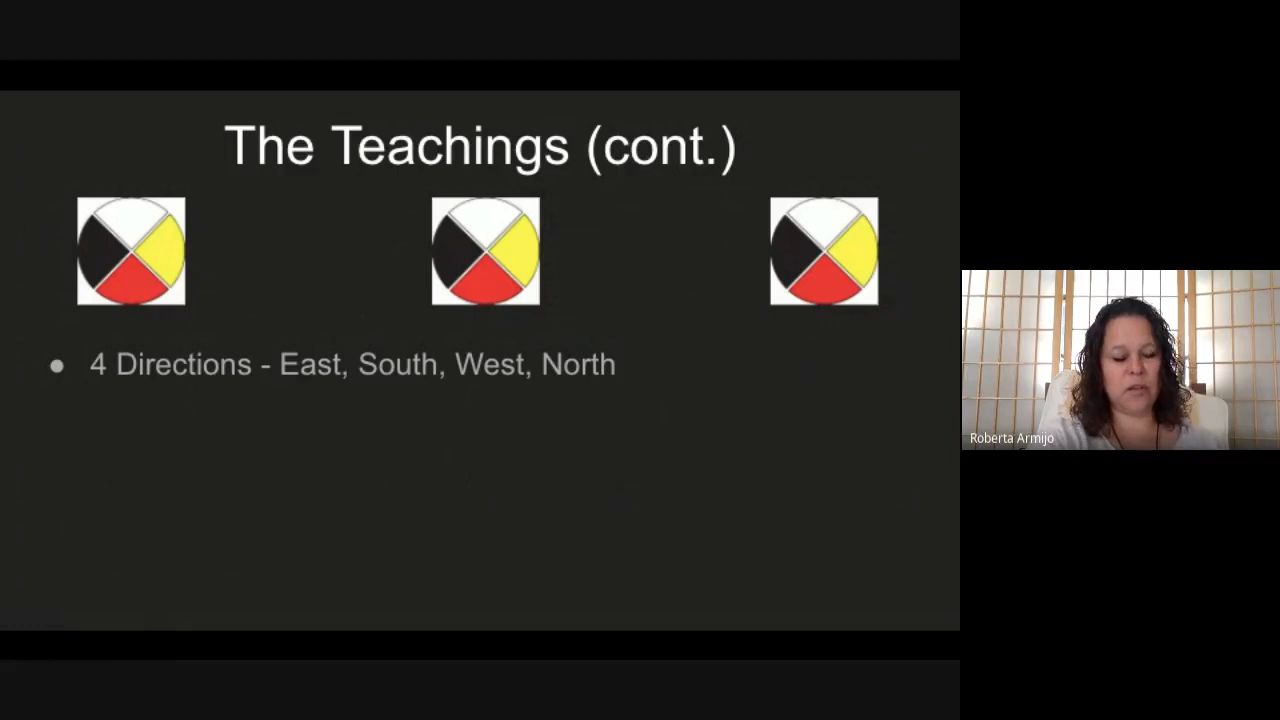 The Teachings (cont.)
● 4 Directions - East, South, West, North
Roberta Armijo